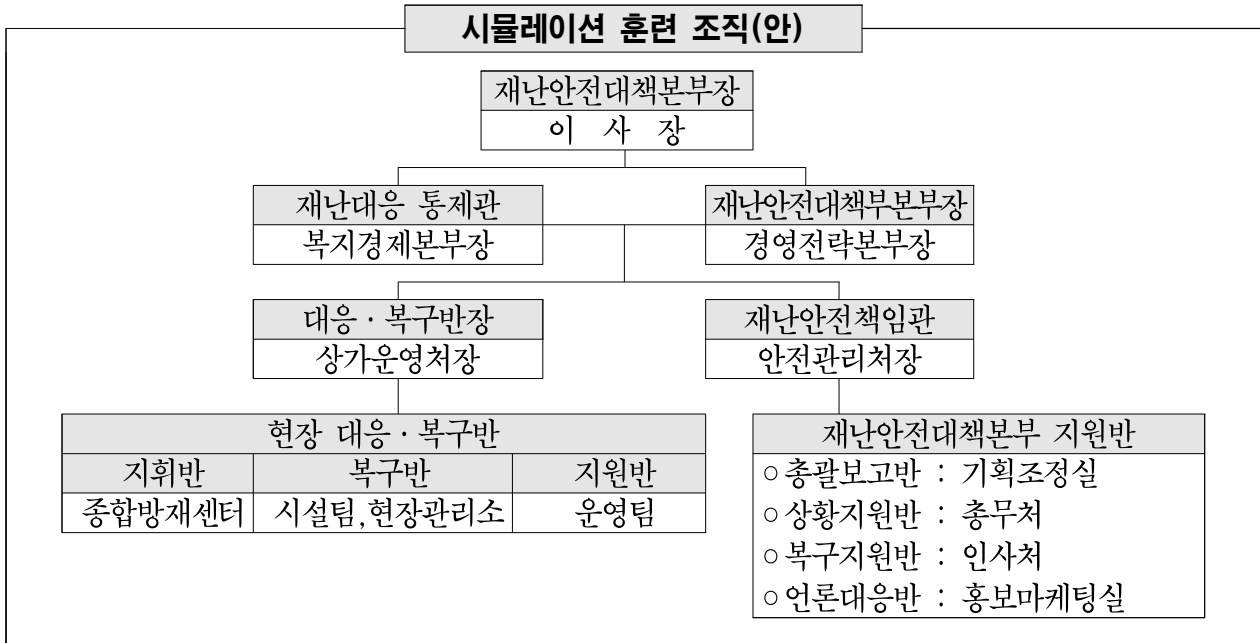 시뮬레이션 훈련 조직(안)
재난안전대책본부장
이 사 장
재난대응 통제관
복지경제본부장
재난안전대책부본부장
경영전략본부장
대응·복구반장
상가운영처장
재난안전책임관
안전관리처장
현장 대응·복구반
지휘반 복구반 지원반
종합방재센터 시설팀,현장관리소 운영팀
재난안전대책본부 지원반
○총괄보고반 : 기획조정실
○상황지원반 : 총무처
○복구지원반 : 인사처
○언론대응반 : 홍보마케팅실